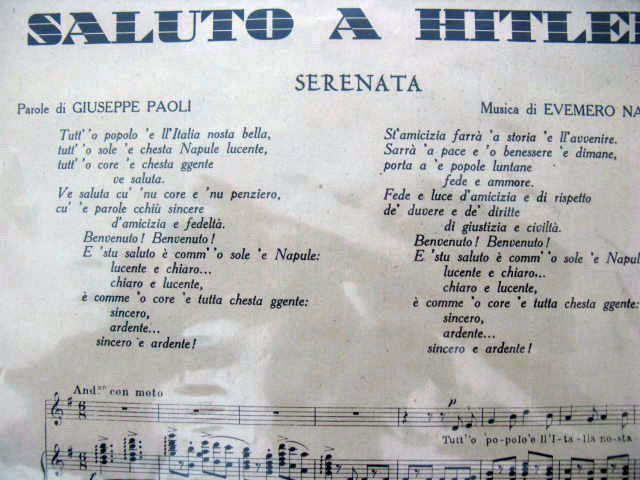 SALUTO A HITLE
SERENATA
Parole di GIUSEPPE PAOLI
Musica di EVEMERO NA
Tutt''o popolo 'e ll'Italia nosta bella,
tutt' 'o sole 'e chesta Napule lucente,
tutt' 'o core 'e chesta ggente
ve saluta.
Ve saluta cu' 'nu core e 'nu penziero,
cu' 'e parole cchiù sincere
d'amicizia e fedeltà.
Benvenuto! Benvenuto!
E 'stu saluto è comm' 'o sole 'e Napule:
lucente e chiaro...
chiaro e lucente,
è comme 'o core 'e tutta chesta ggente:
sincero,
ardente...
sincero e ardente!
St'amicizia farrà 'a storia 'e ll'avvenire.
Sarrà 'a pace e 'o benessere 'e dimane,
porta a 'e popole luntane
fede e ammore.
Fede e luce d'amicizia e di rispetto
de' duvere e de' diritte
di giustizia e civiltà.
Benvenuto! Benvenuto!
E 'stu saluto è comm' 'o sole 'e Napul
lucente e chiaro...
chiaro e lucente,
è comme 'o core 'e tutta chesta ggente:
sincero,
ardente...
sincero e ardente!
And.no con moto
p
Tutt''o 'po-polo'e ll'I-ta-lia no-sta